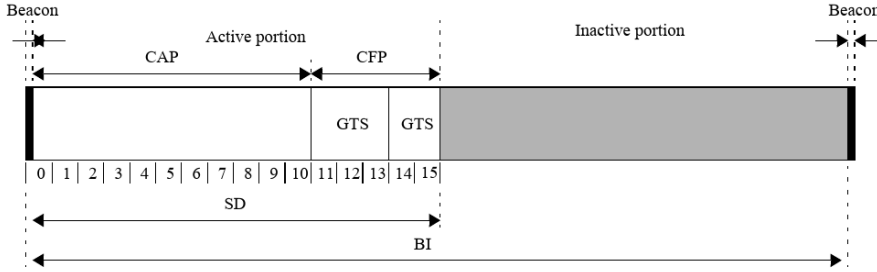 Beacon
Beacon
Active portion
Inactive portion
CAP
CFP
GTS
GTS
0 1 2 3 4 5 6 7 8 9 10 11 12 13 14 15
SD
BI